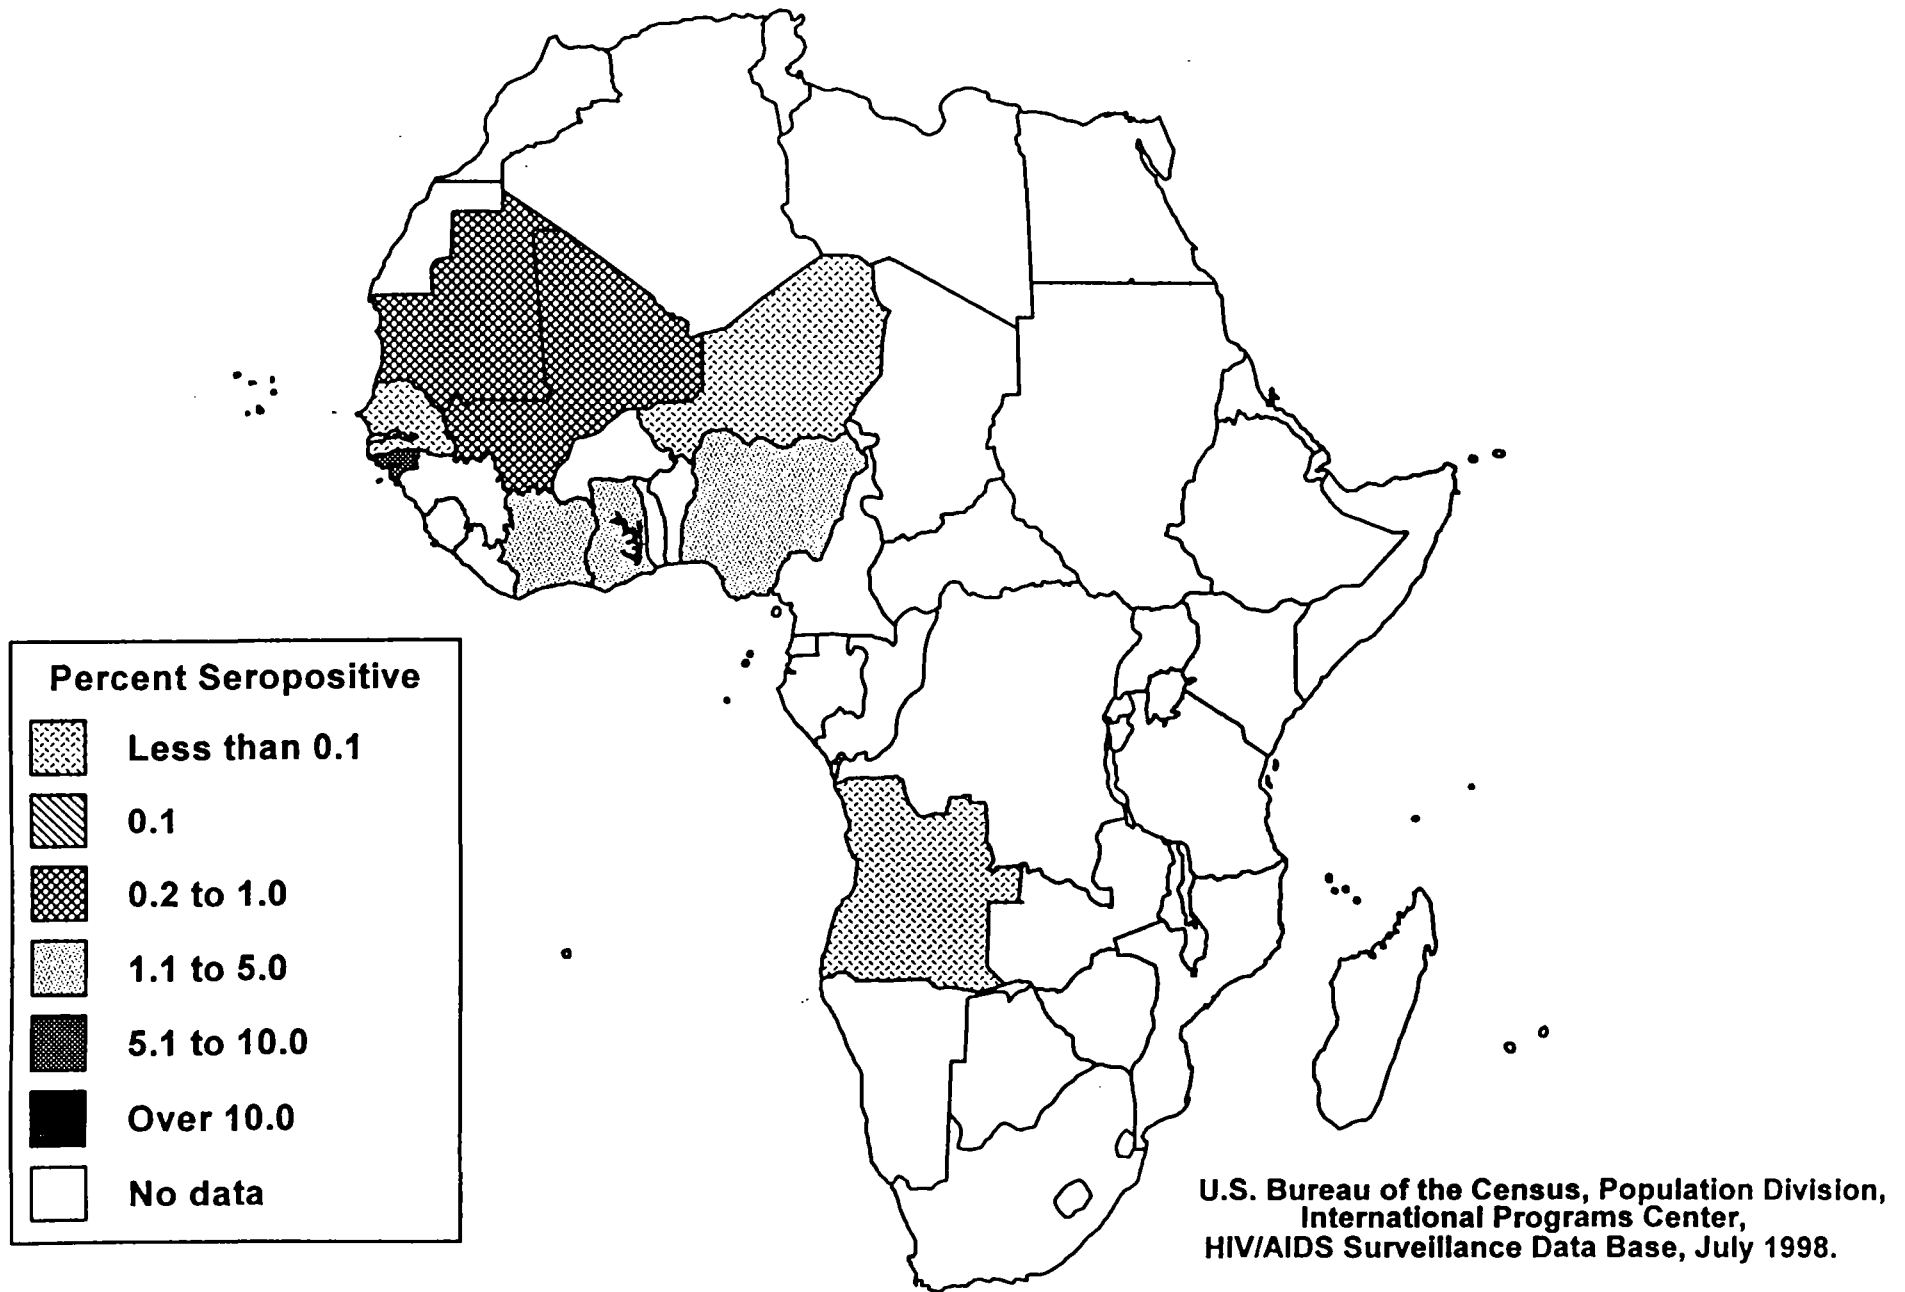 Percent Seropositive
Less than 0.1
0.1
0.2 to 1.0
1.1 to 5.0
5.1 to 10.0
Over 10.0
No data
U.S. Bureau of the Census, Population Division,
International Programs Center,
HIV/AIDS Surveillance Data Base, July 1998.